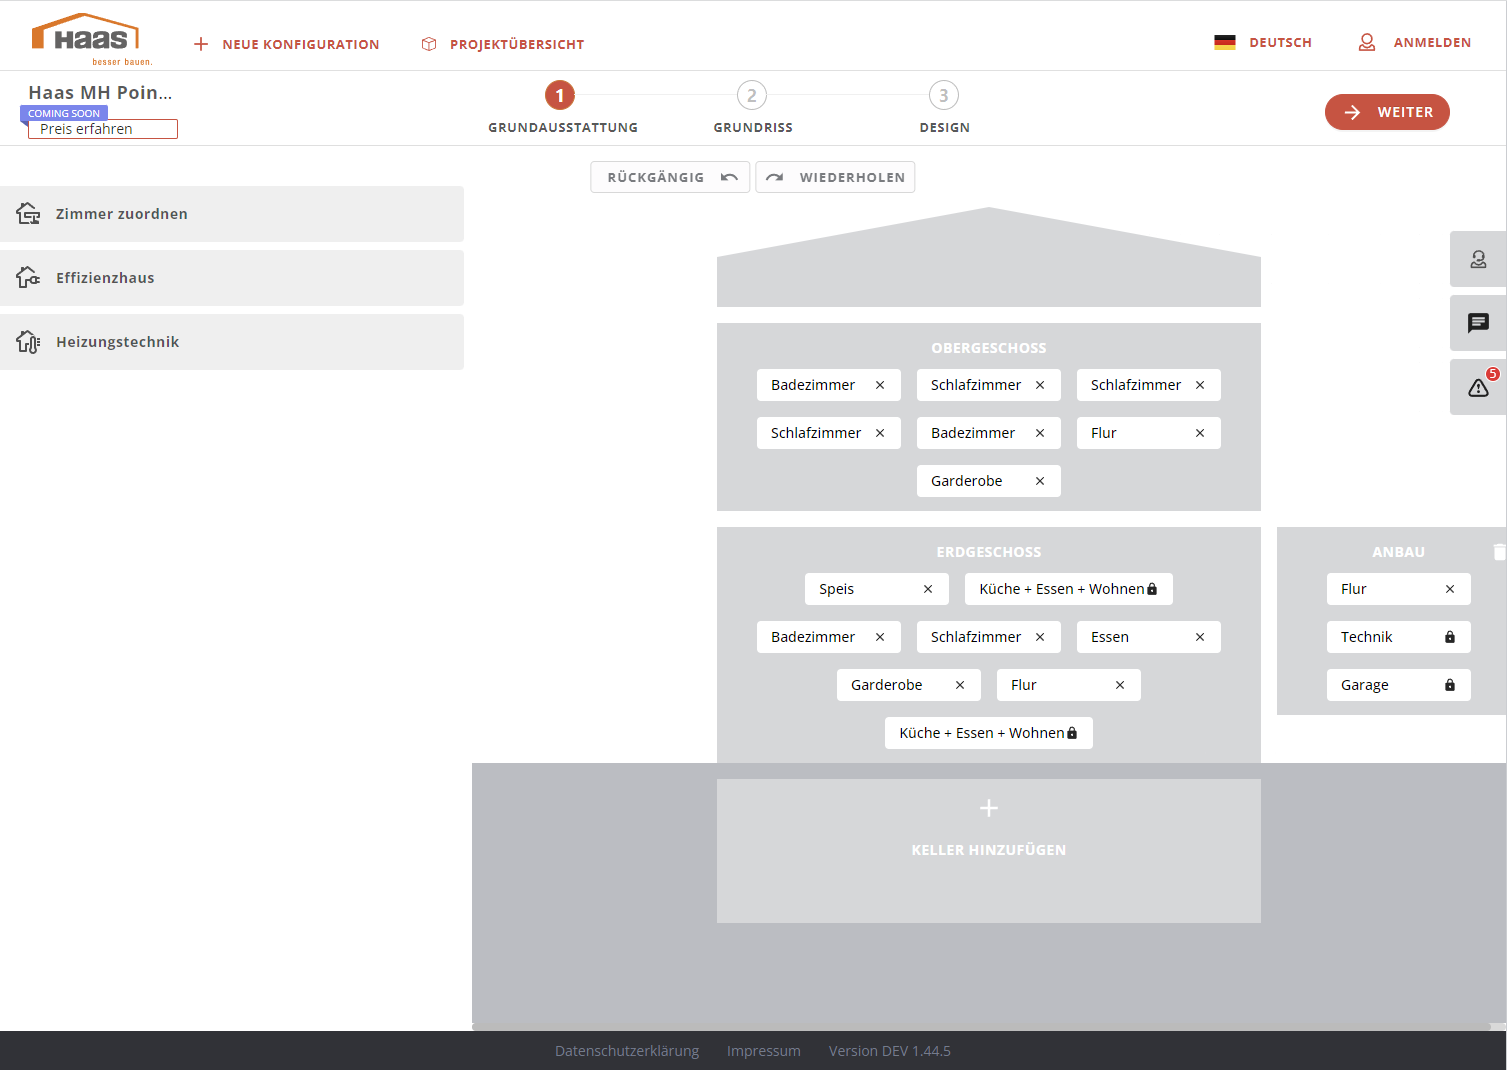 Haas
besser bauen.
NEUE KONFIGURATION
PROJEKTÜBERSICHT
DEUTSCH
ANMELDEN
Haas MH Poin...
COMING SOON
Preis erfahren
1
2
3
GRUNDAUSSTATTUNG
GRUNDRISS
DESIGN
WEITER
RÜCKGÄNGIG
WIEDERHOLEN
Zimmer zuordnen
Effizienzhaus
Heizungstechnik
5
OBERGESCHOSS
Badezimmer
Schlafzimmer
Schlafzimmer
Schlafzimmer
Badezimmer
Flur
Garderobe
ERDGESCHOSS
Speis
Küche + Essen + Wohnen
Badezimmer
Schlafzimmer
Essen
Garderobe
Flur
Küche + Essen + Wohnen
ANBAU
Flur
Technik
Garage
KELLER HINZUFÜGEN
Datenschutzerklärung
Impressum
Version DEV 1.44.5